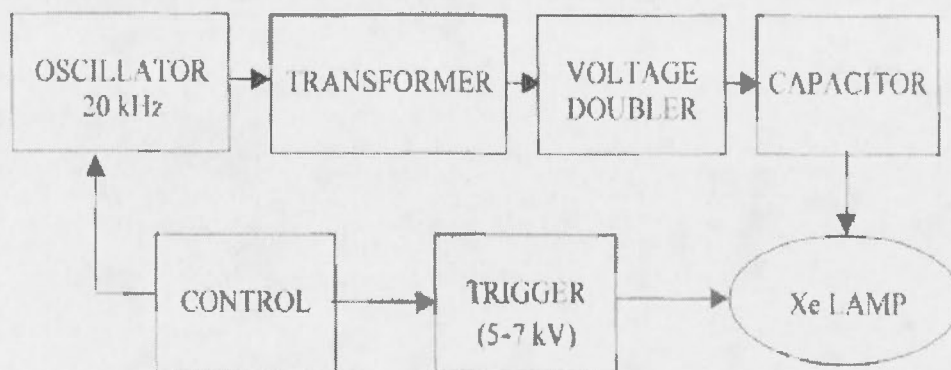 OSCILLATOR
20 kHz
TRANSFORMER
VOLTAGE
DOUBLER
CAPACITOR
CONTROL
TRIGGER
(5-7 kV)
Xe LAMP